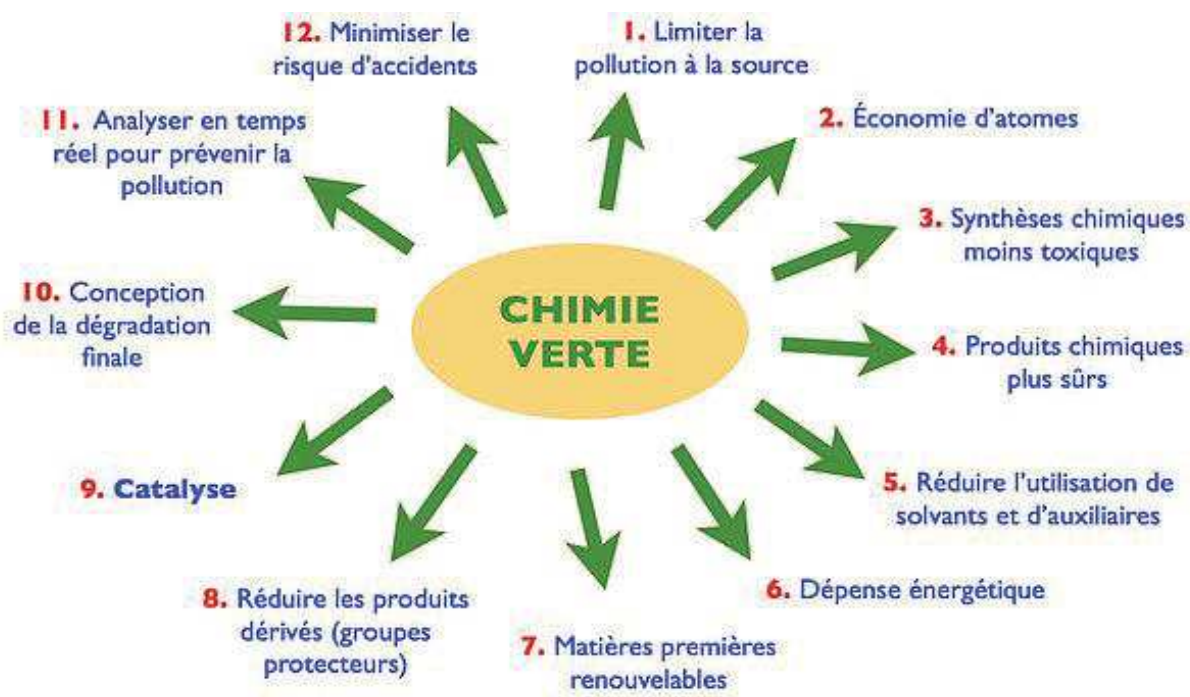 CHIMIE
VERTE
1. Limiter la
pollution à la source
2. Économie d'atomes
3. Synthèses chimiques
moins toxiques
4. Produits chimiques
plus sûrs
5. Réduire l'utilisation de
solvants et d'auxiliaires
6. Dépense énergétique
7. Matières premières
renouvelables
8. Réduire les produits
dérivés (groupes
protecteurs)
9. Catalyse
10. Conception
de la dégradation
finale
11. Analyser en temps
réel pour prévenir la
pollution
12. Minimiser le
risque d'accidents